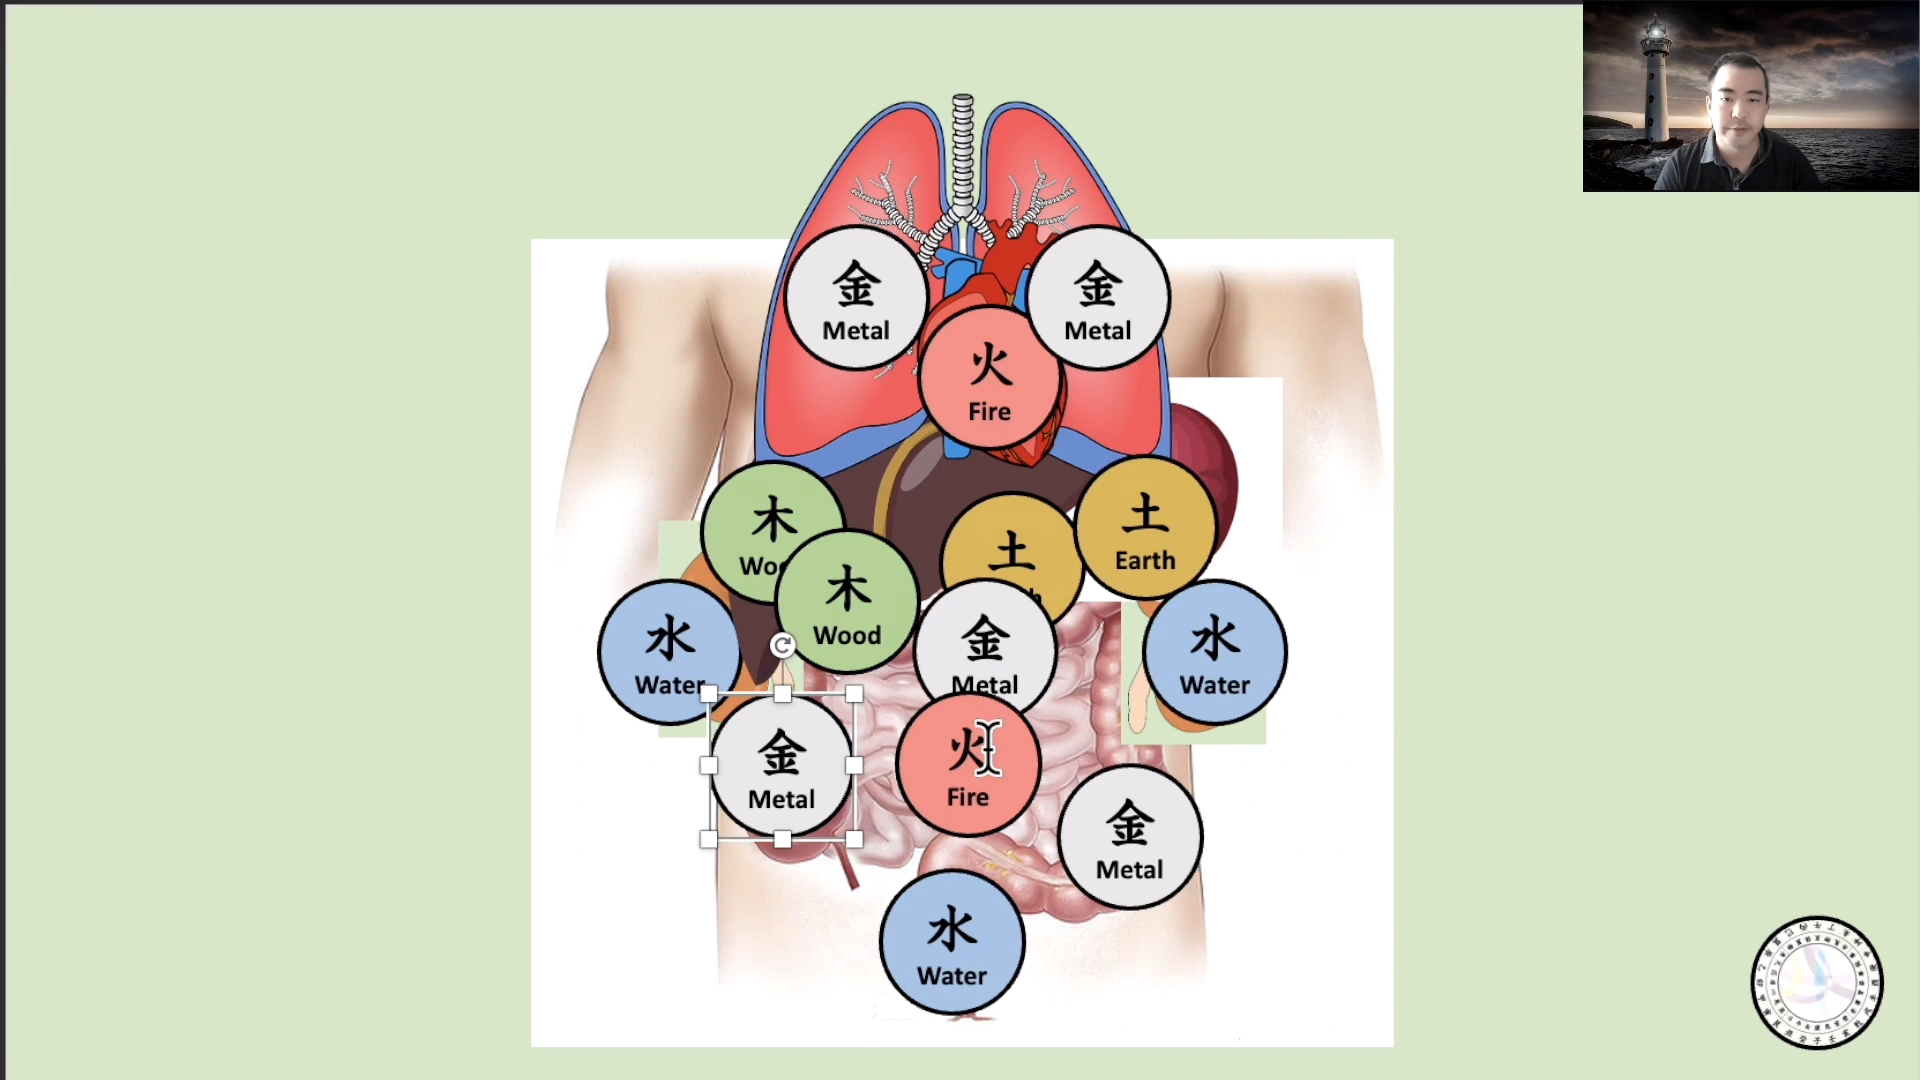 金
Metal
金
Metal
火
Fire
木
Woo
土
Earth
土
h
木
Wood
水
Water
金
Metal
水
Water
金
Metal
火
Fire
金
Metal
水
Water